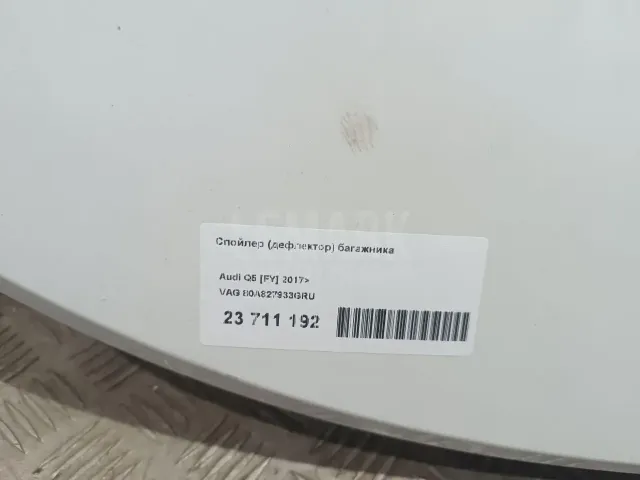 Спойлер (дефлектор) багажника
Audi Q5 [FY] 2017>
VAG 80A827933GRU
23 711 192